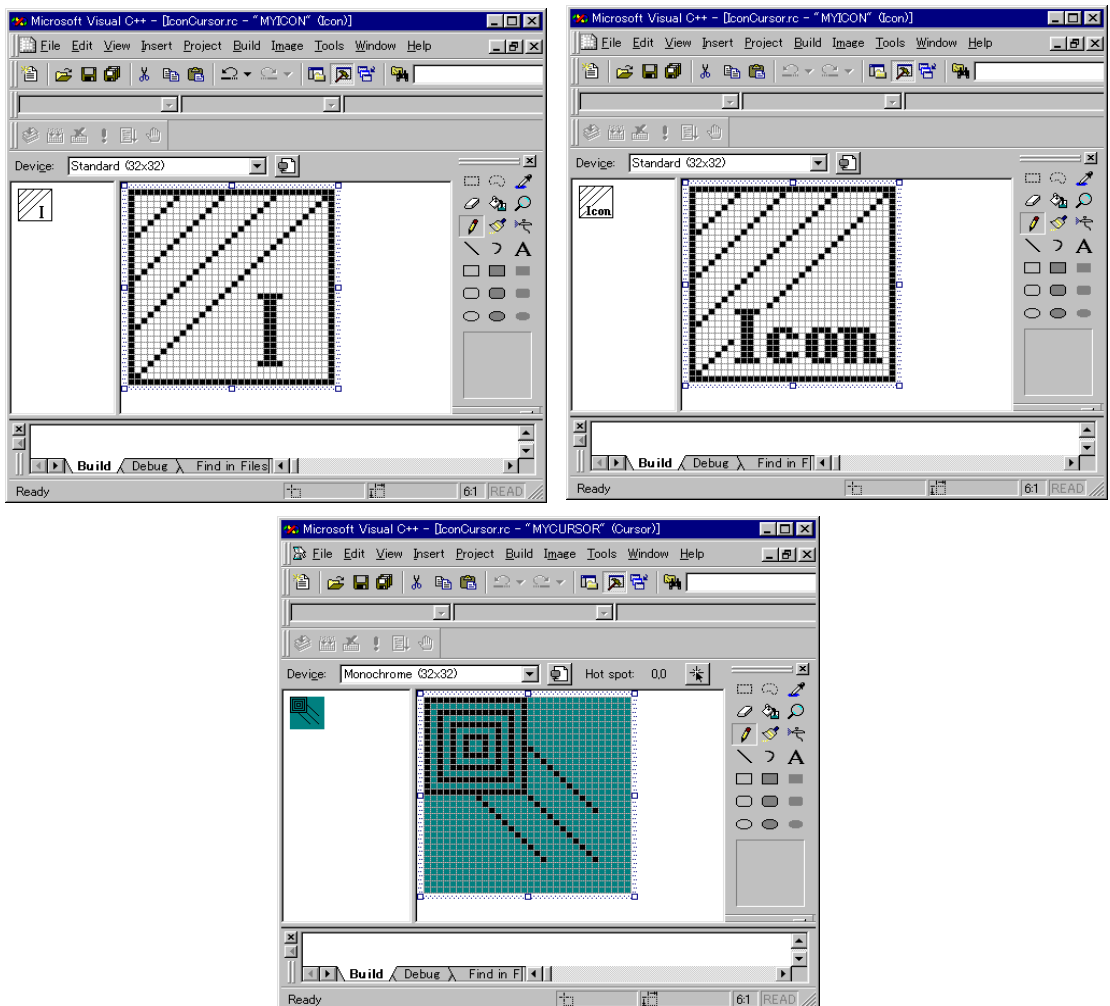 Microsoft Visual C++ - [IconCursor.rc - "MYICON" (Icon)]
File Edit View Insert Project Build Image Tools Window Help
Device: Standard (32x32)
I
I
Build Debug Find in Files
Ready 6:1 READ
Microsoft Visual C++ - [IconCursor.rc - "MYICON" (Icon)]
File Edit View Insert Project Build Image Tools Window Help
Device: Standard (32x32)
Icon
Icon
Build Debug Find in F
Ready 6:1 READ
Microsoft Visual C++ - [IconCursor.rc - "MYCURSOR" (Cursor)]
File Edit View Insert Project Build Image Tools Window Help
Device: Monochrome (32x32) Hot spot: 0,0
A
Build Debug Find in F
Ready 6:1 READ